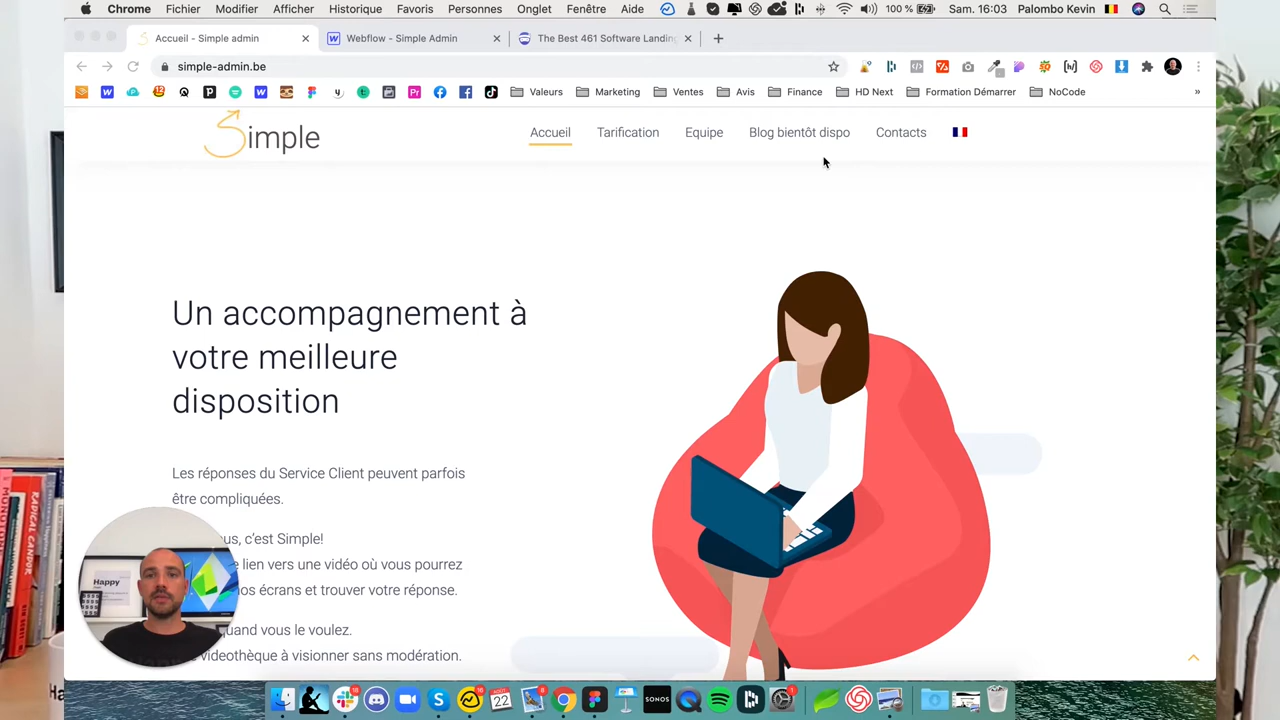 Chrome Fichier Modifier Afficher Historique Favoris Personnes Onglet Fenêtre Aide 100 % Sam. 16:03 Palombo Kevin
Accueil - Simple admin Webflow - Simple Admin The Best 461 Software Landing
simple-admin.be
Valeurs Marketing Ventes Avis Finance HD Next Formation Démarrer NoCode
Simple
Accueil Tarification Equipe Blog bientôt dispo Contacts
Un accompagnement à
votre meilleure
disposition
Les réponses du Service Client peuvent parfois
être compliquées.
c’est Simple!
lien vers une vidéo où vous pourrez
nos écrans et trouver votre réponse.
quand vous le voulez.
vidéothèque à visionner sans modération.
Happy
RADICAL CANDOR
SONOS